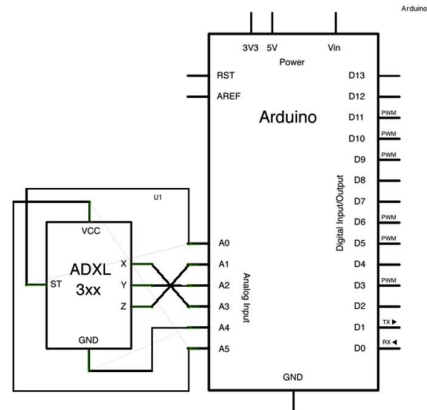 Arduino
3V3 5V Vin
Power
RST
AREF
Arduino
D13
D12
D11 PWM
D10 PWM
D9 PWM
D8
D7
D6 PWM
D5 PWM
D4
D3 PWM
D2
D1 TX
D0 RX
Digital Input/Output
U1
VCC
ADXL
3xx
ST
X
Y
Z
GND
A0
A1
A2
A3
A4
A5
Analog Input
GND